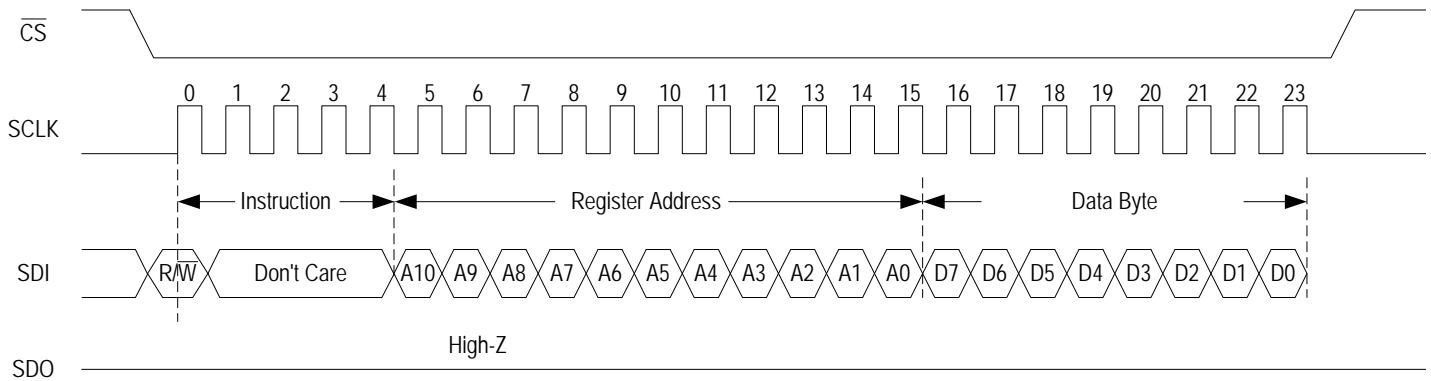 CS
0 1 2 3 4 5 6 7 8 9 10 11 12 13 14 15 16 17 18 19 20 21 22 23
SCLK
Instruction Register Address Data Byte
SDI R/W Don't Care A10 A9 A8 A7 A6 A5 A4 A3 A2 A1 A0 D7 D6 D5 D4 D3 D2 D1 D0
High-Z
SDO